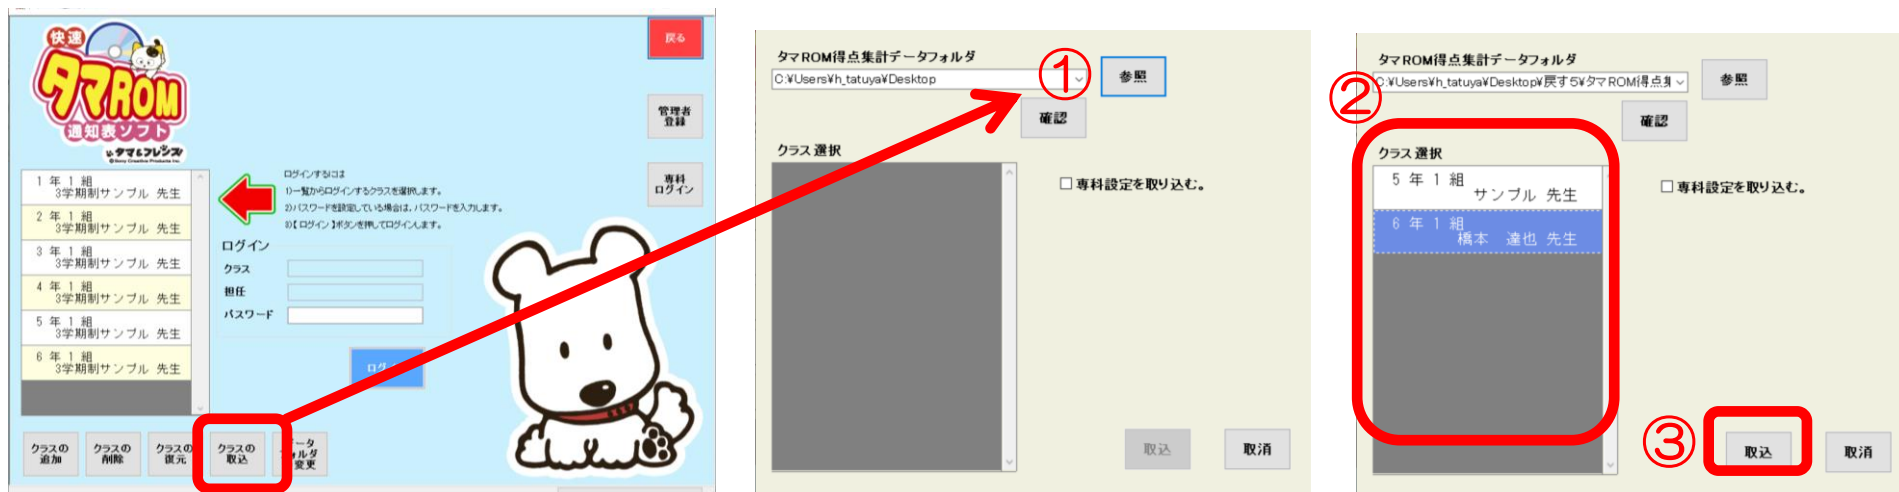 快速
タマROM
通知表ソフト
by タマ&フレンズ
戻る
管理者
登録
専科
ログイン
1 年 1 組
3学期制サンプル 先生
2 年 1 組
3学期制サンプル 先生
3 年 1 組
3学期制サンプル 先生
4 年 1 組
3学期制サンプル 先生
5 年 1 組
3学期制サンプル 先生
6 年 1 組
3学期制サンプル 先生
ログインするには
1)一覧からログインするクラスを選択します。
2)パスワードを設定している場合は、パスワードを入力します。
3)【 ログイン 】ボタンを押してログインします。
ログイン
クラス
担任
パスワード
クラスの
追加
クラスの
削除
クラスの
復元
クラスの
取込
変更
タマROM得点集計データフォルダ
C:¥Users¥h_tatuya¥Desktop
①
参照
確認
クラス選択
専科設定を取り込む。
取込
取消
タマROM得点集計データフォルダ
②
C:¥Users¥h_tatuya¥Desktop¥戻す5¥タマROM得点集
参照
確認
クラス選択
5 年 1 組
サンプル 先生
6 年 1 組
橋本 達也 先生
専科設定を取り込む。
③
取込
取消